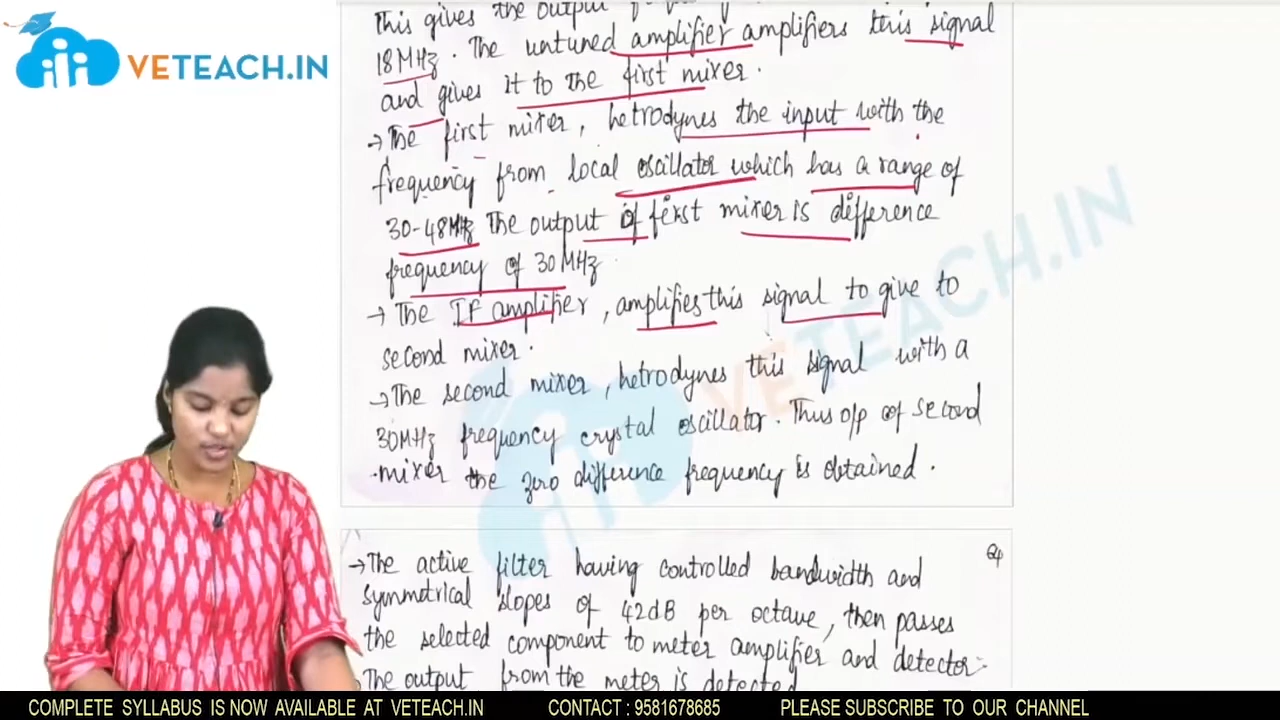 VETEACH.IN
This gives the output
18MHz. The untuned amplifier amplifiers this signal
and gives it to the first mixer.
→ The first mixer, hetrodynes the input with the
frequency from local oscillator which has a range of
30-48MHz The output of first mixer is difference
frequency of 30MHz.
→ The IF amplifier, amplifies this signal to give to
second mixer.
→ The second mixer, hetrodynes this signal with a
30MHz frequency crystal oscillator. Thus o/p of second
mixer the zero difference frequency is obtained.
VETEACH.IN
→ The active filter having controlled bandwidth and
symmetrical slopes of 42dB per octave, then passes
the selected component to meter amplifier and detector
The output from the meter is detected
COMPLETE SYLLABUS IS NOW AVAILABLE AT VETEACH.IN CONTACT : 9581678685 PLEASE SUBSCRIBE TO OUR CHANNEL